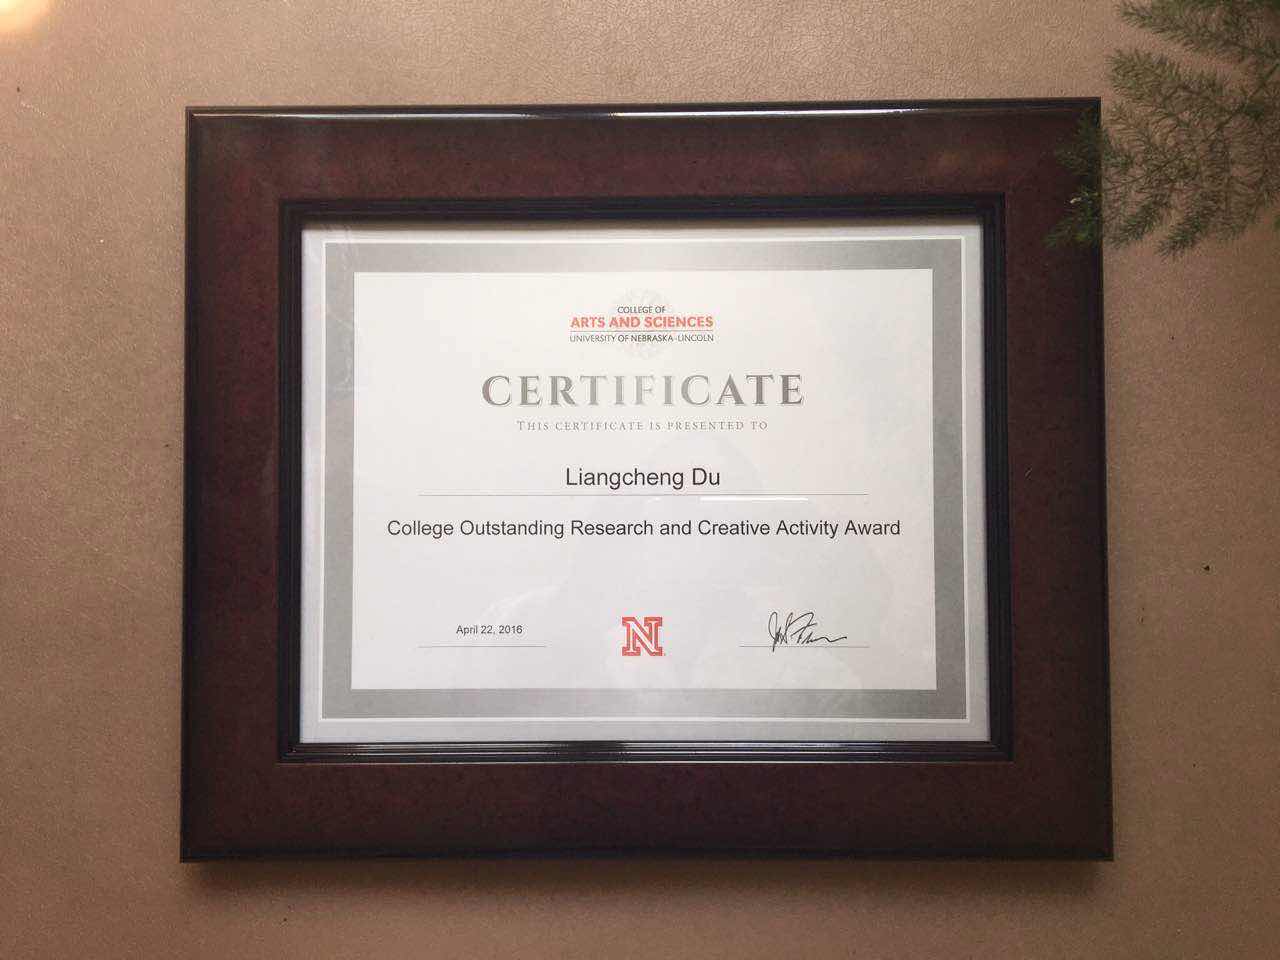 COLLEGE OF
ARTS AND SCIENCES
UNIVERSITY OF NEBRASKA–LINCOLN
CERTIFICATE
THIS CERTIFICATE IS PRESENTED TO
Liangcheng Du
College Outstanding Research and Creative Activity Award
April 22, 2016
N